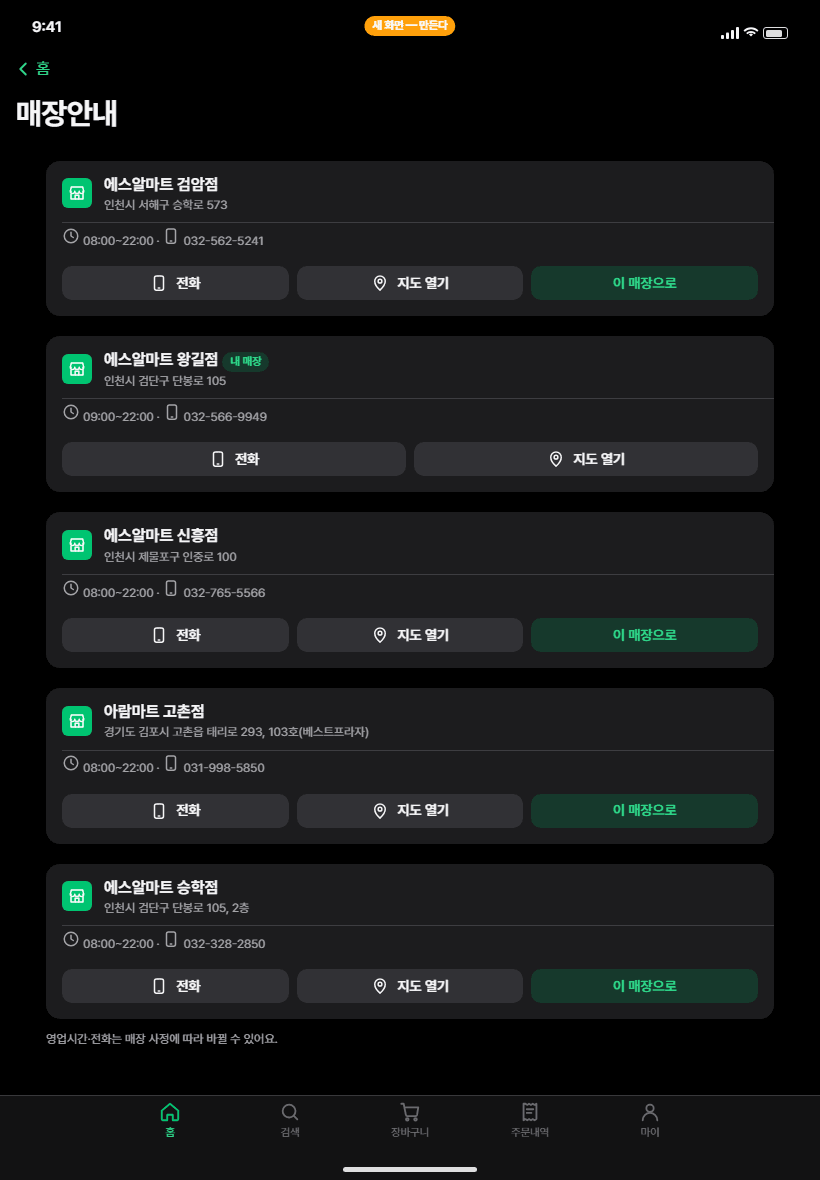 9:41
새 화면 — 만든다
홈
매장안내
에스알마트 검암점
인천시 서해구 승학로 573
08:00~22:00 · 032-562-5241
전화
지도 열기
이 매장으로
에스알마트 왕길점 내 매장
인천시 검단구 단봉로 105
09:00~22:00 · 032-566-9949
전화
지도 열기
에스알마트 신흥점
인천시 제물포구 인중로 100
08:00~22:00 · 032-765-5566
전화
지도 열기
이 매장으로
아람마트 고촌점
경기도 김포시 고촌읍 태리로 293, 103호(베스트프라자)
08:00~22:00 · 031-998-5850
전화
지도 열기
이 매장으로
에스알마트 승학점
인천시 검단구 단봉로 105, 2층
08:00~22:00 · 032-328-2850
전화
지도 열기
이 매장으로
영업시간·전화는 매장 사정에 따라 바뀔 수 있어요.
홈
검색
장바구니
주문내역
마이